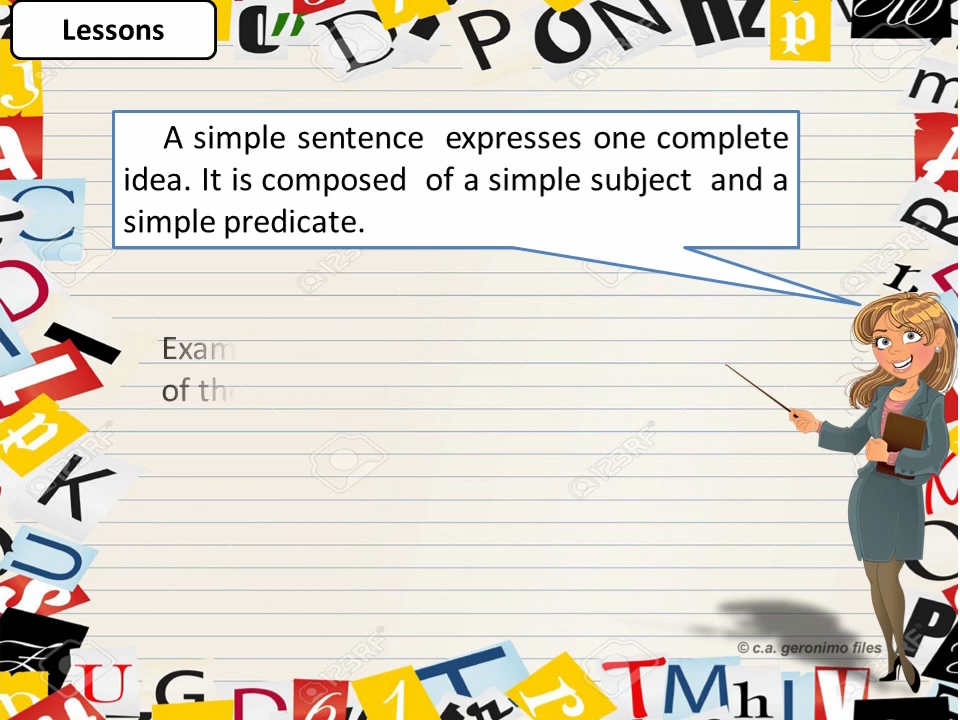 Lessons
A simple sentence expresses one complete
idea. It is composed of a simple subject and a
simple predicate.
Exam
of the
© c.a. geronimo files